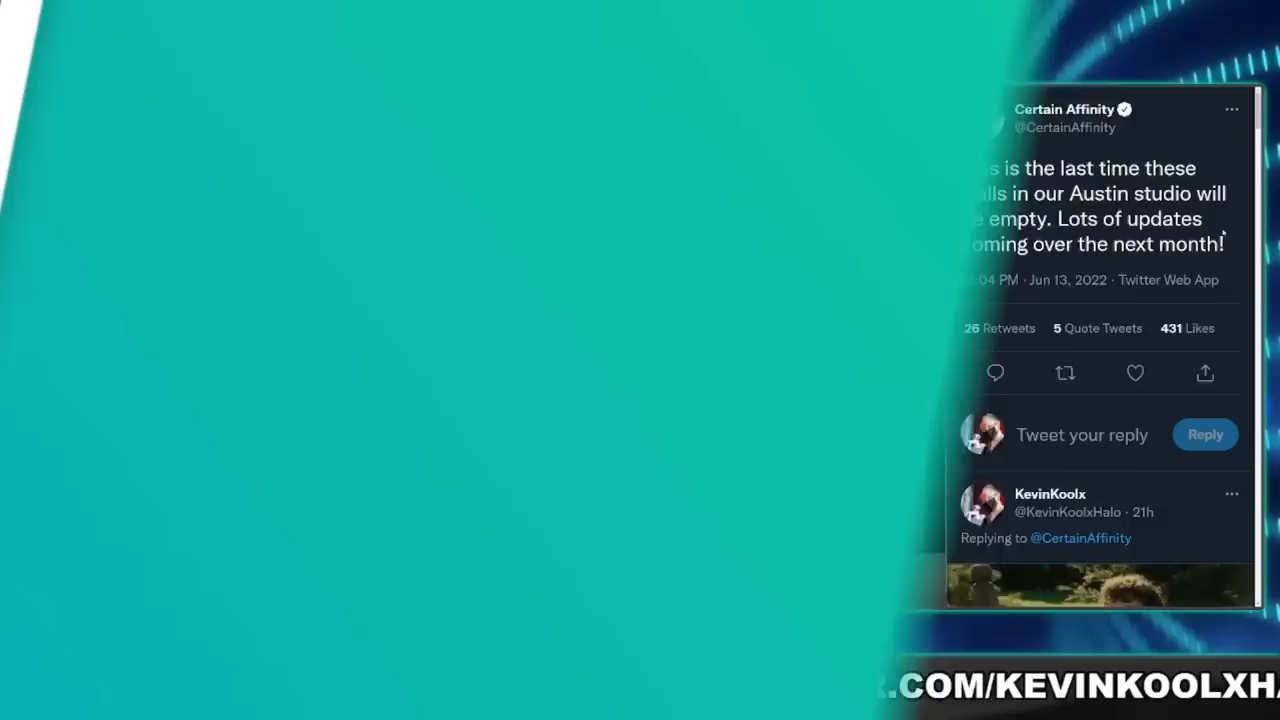 Certain Affinity
@CertainAffinity
is the last time these
in our Austin studio will
empty. Lots of updates
over the next month!
PM · Jun 13, 2022 · Twitter Web App
26 Retweets 5 Quote Tweets 431 Likes
Tweet your reply
Reply
KevinKoolx
@KevinKoolxHalo · 21h
Replying to @CertainAffinity
.COM/KEVINKOOLXHA